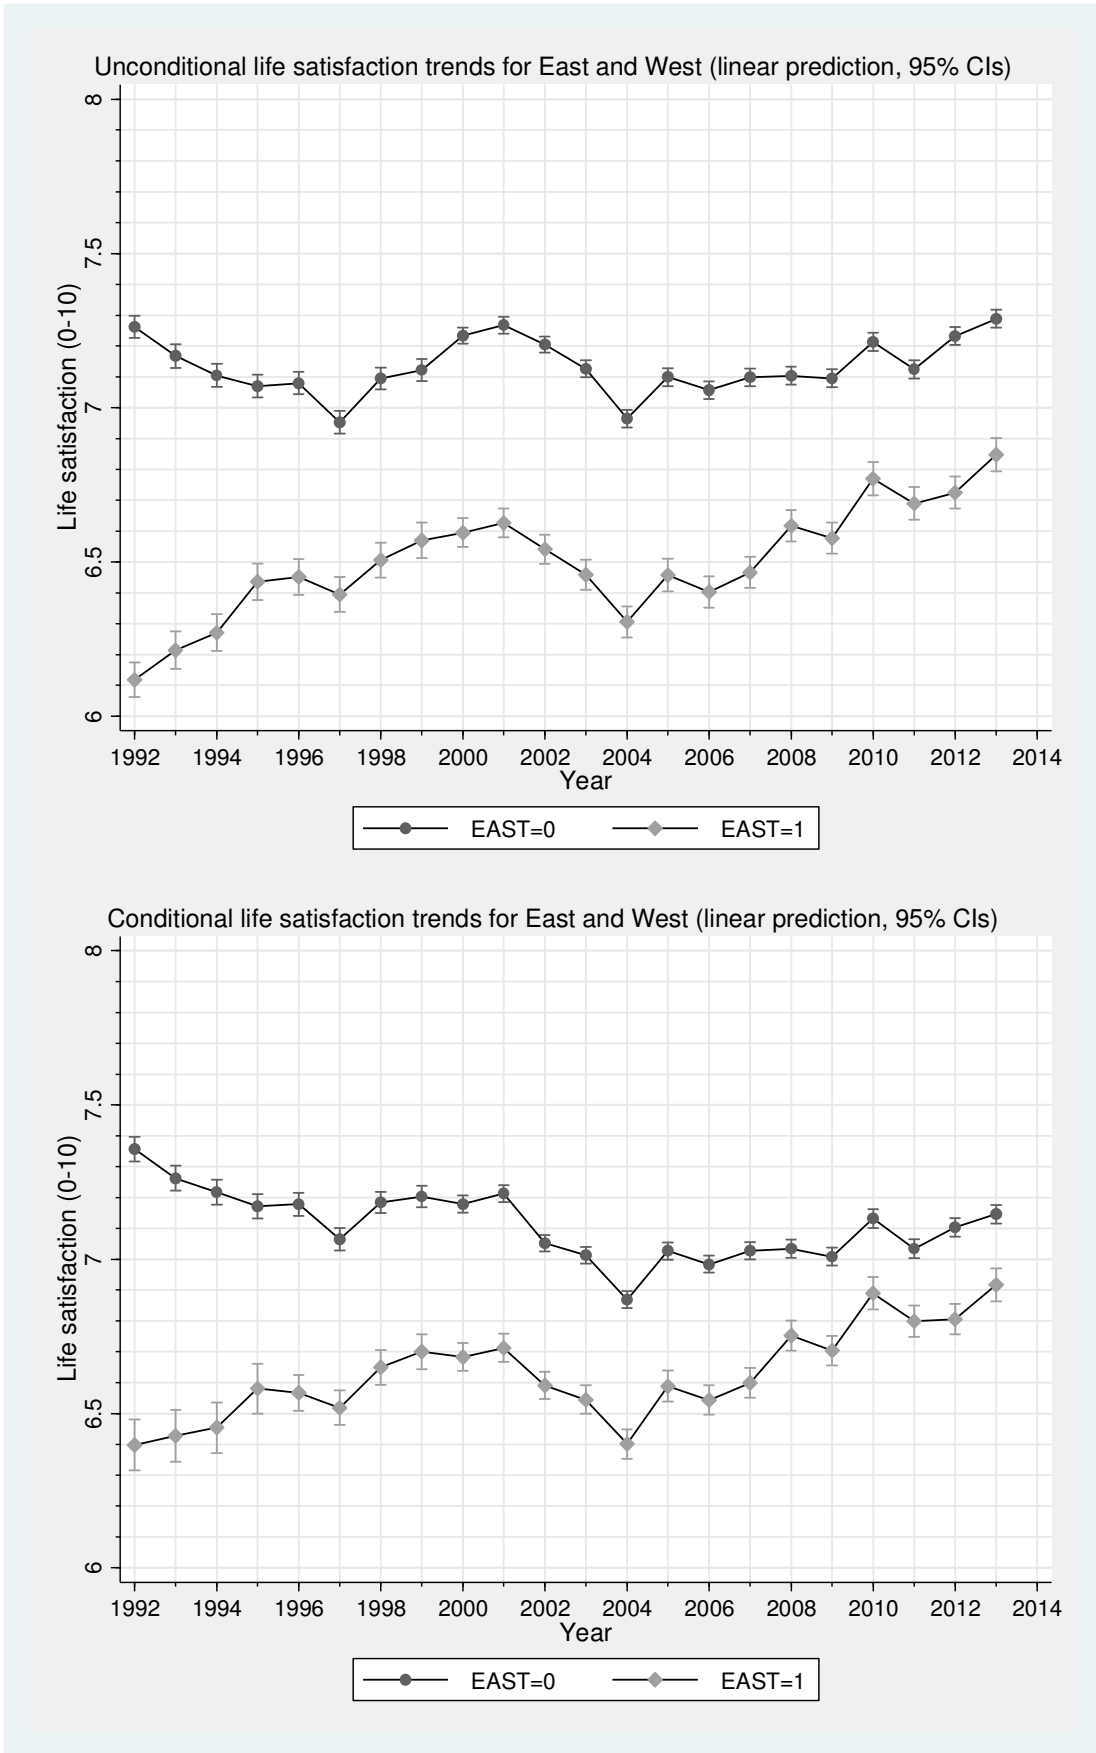 Unconditional life satisfaction trends for East and West (linear prediction, 95% CIs)
8
7.5
7
6.5
6
Life satisfaction (0-10)
1992 1994 1996 1998 2000 2002 2004 2006 2008 2010 2012 2014
Year
EAST=0 EAST=1
Conditional life satisfaction trends for East and West (linear prediction, 95% CIs)
8
7.5
7
6.5
6
Life satisfaction (0-10)
1992 1994 1996 1998 2000 2002 2004 2006 2008 2010 2012 2014
Year
EAST=0 EAST=1